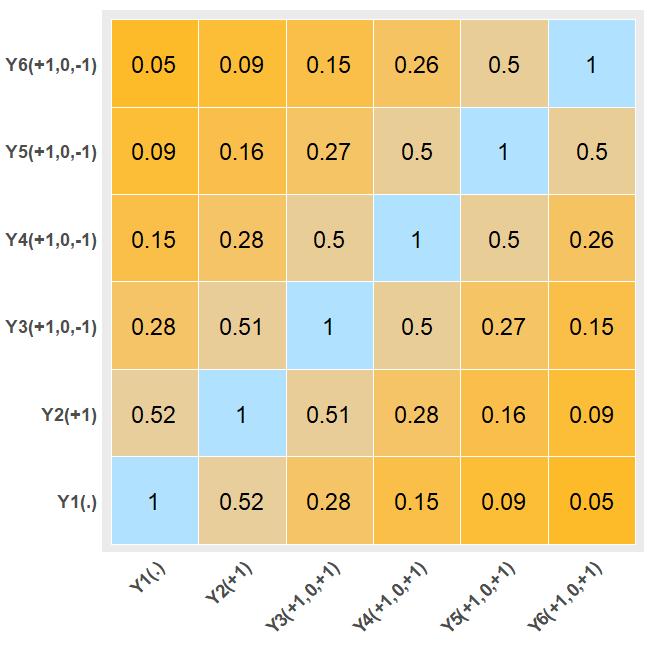 Y6(+1,0,-1) 0.05 0.09 0.15 0.26 0.5 1
Y5(+1,0,-1) 0.09 0.16 0.27 0.5 1 0.5
Y4(+1,0,-1) 0.15 0.28 0.5 1 0.5 0.26
Y3(+1,0,-1) 0.28 0.51 1 0.5 0.27 0.15
Y2(+1) 0.52 1 0.51 0.28 0.16 0.09
Y1(.) 1 0.52 0.28 0.15 0.09 0.05
Y1(.) Y2(+1) Y3(+1,0,+1) Y4(+1,0,+1) Y5(+1,0,+1) Y6(+1,0,+1)